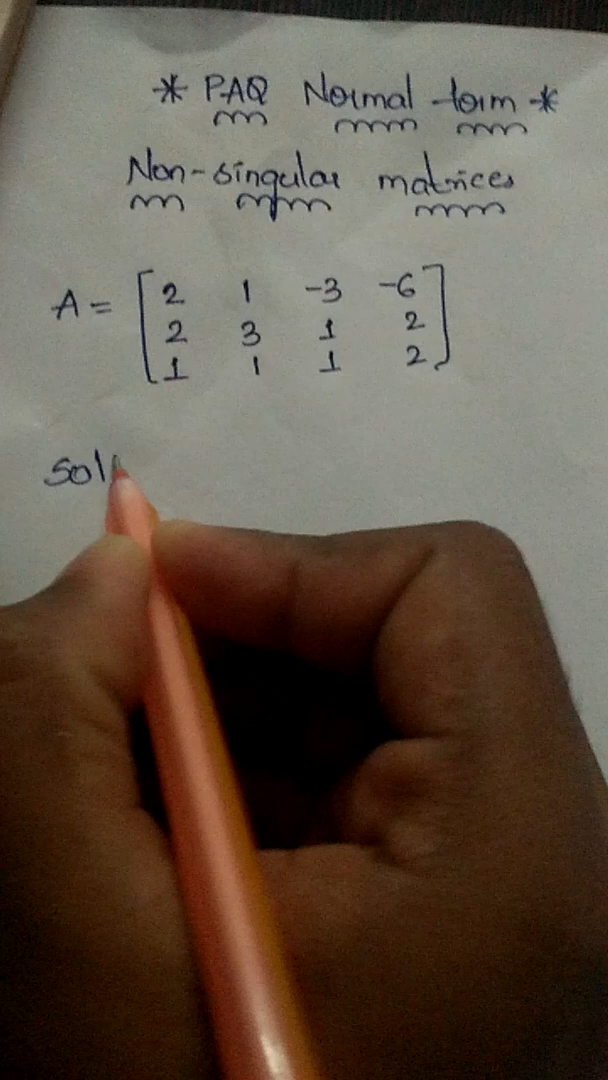 * PAQ Normal form *
Non-singular matrices
A = [2 1 -3 -6
2 3 1 2
1 1 1 2]
Sol